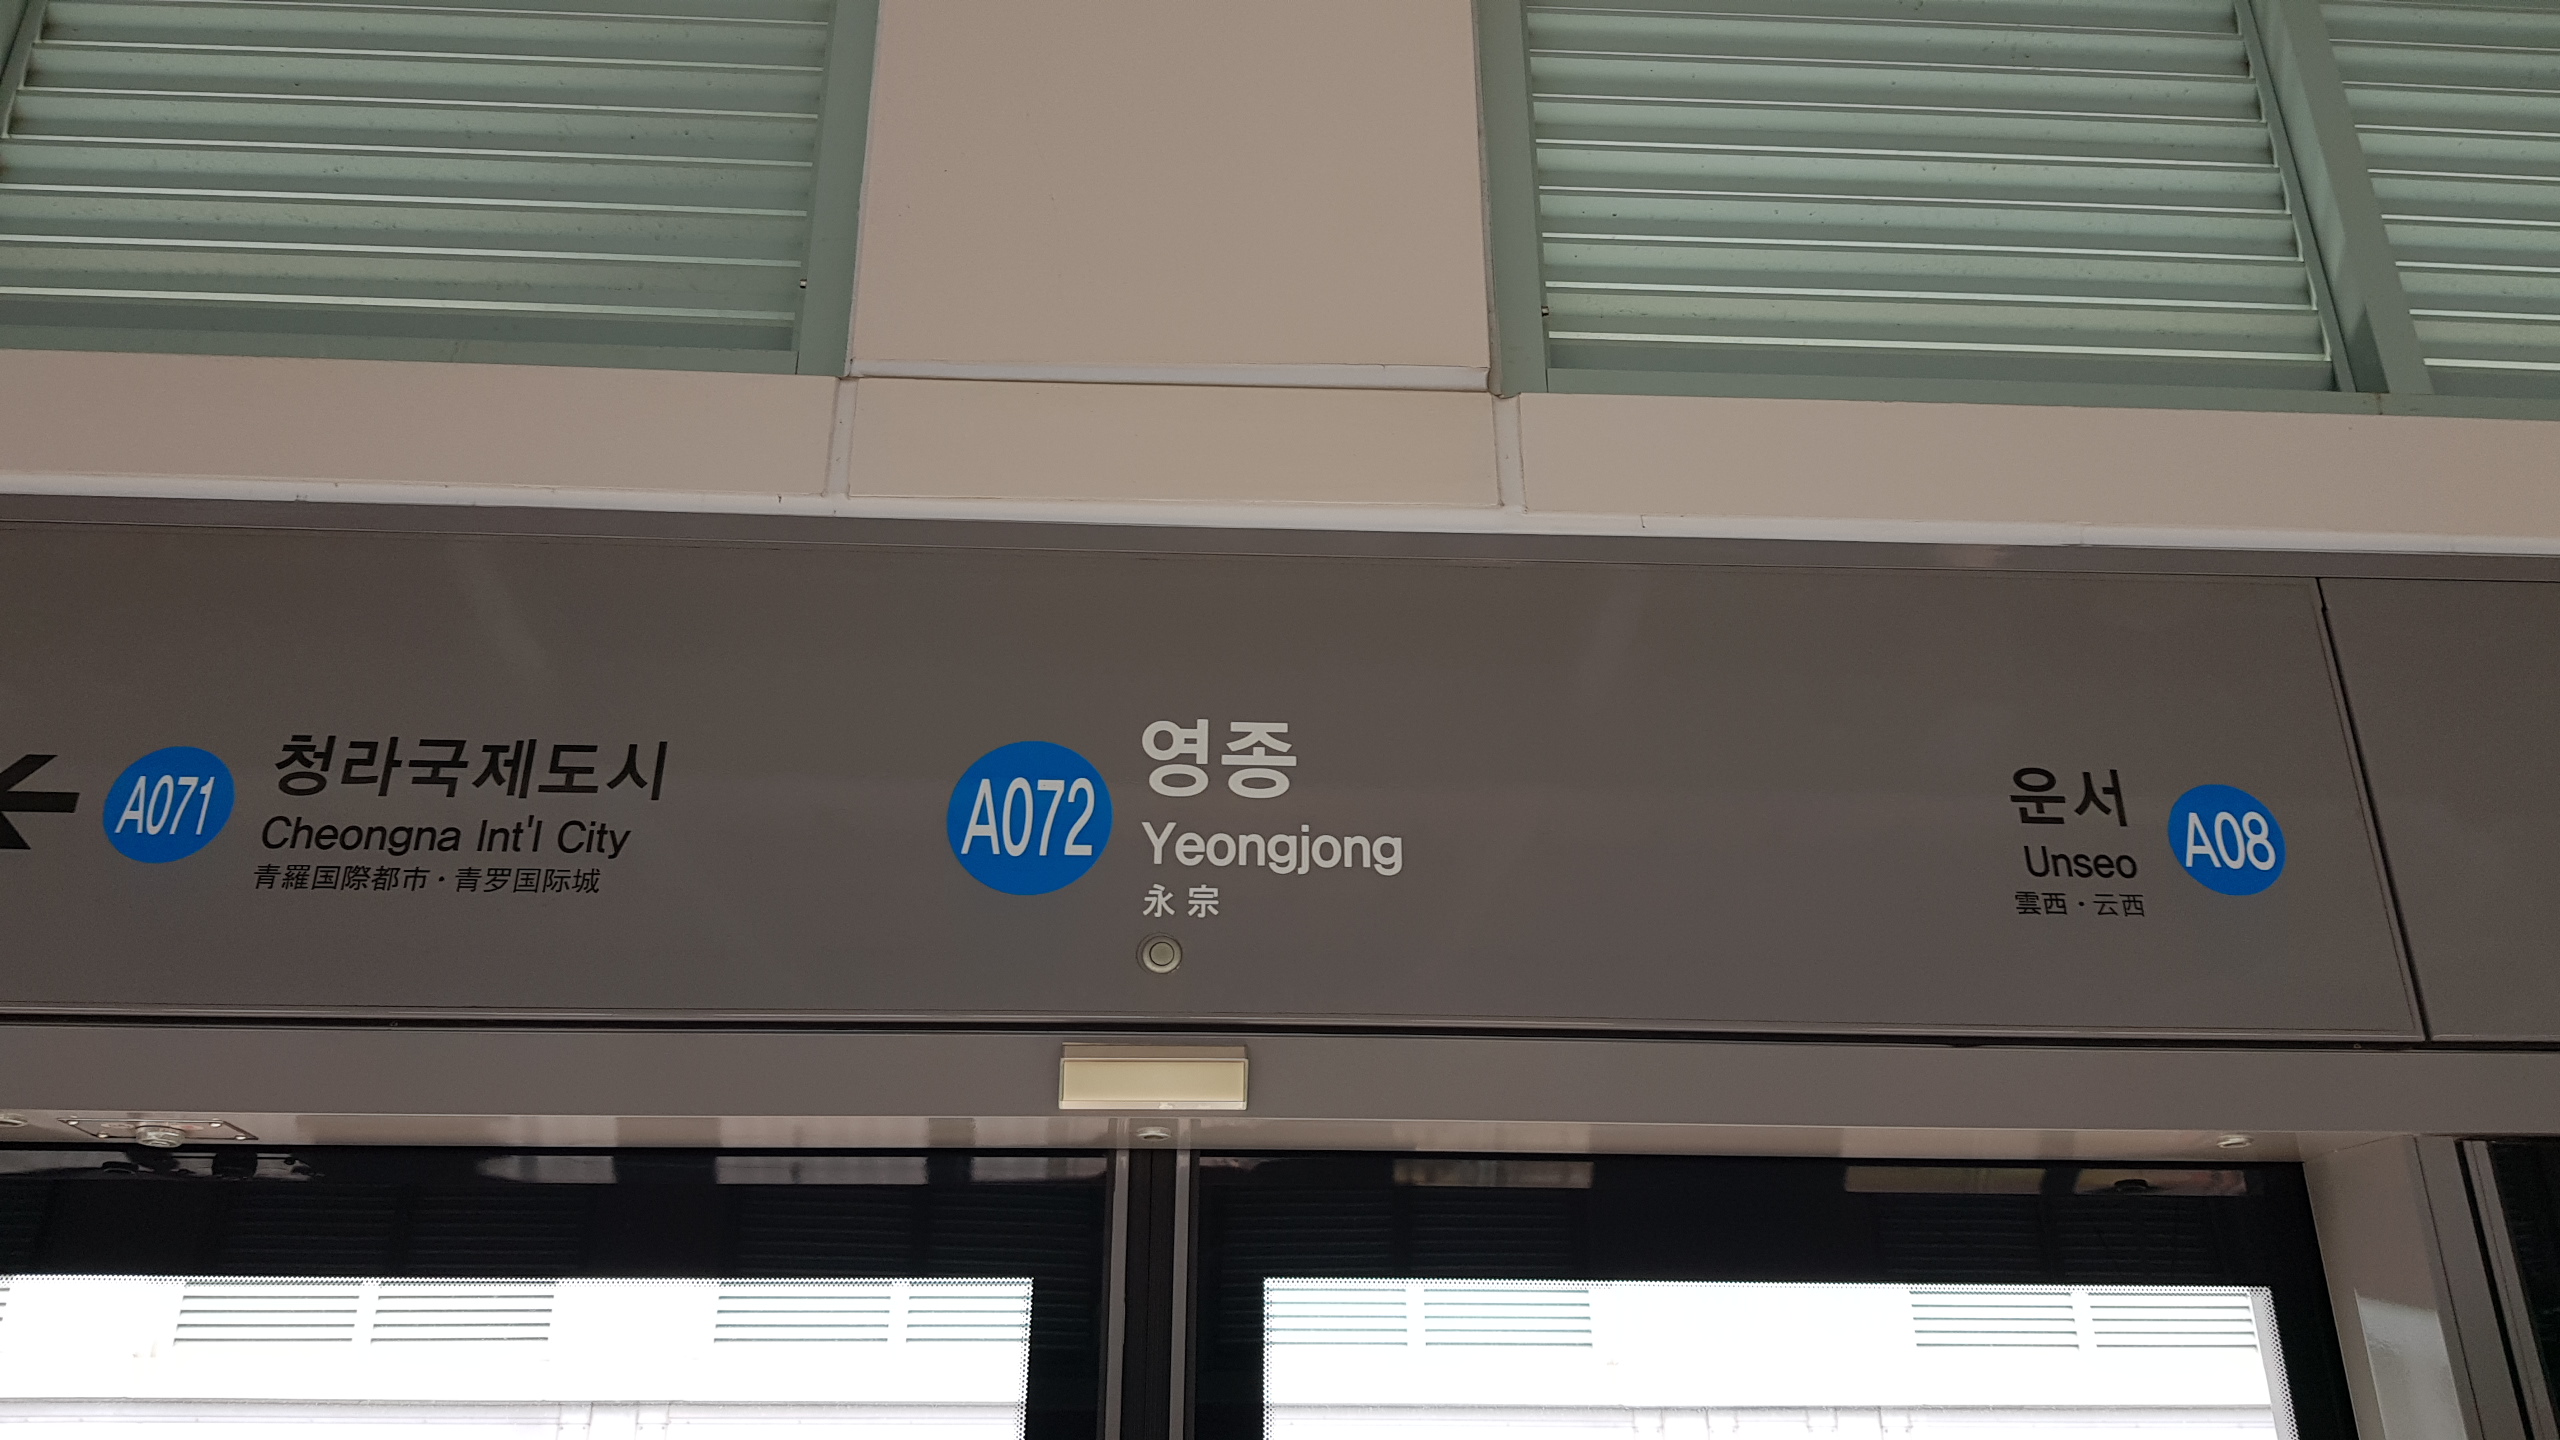 A071
청라국제도시
Cheongna Int'l City
青羅国際都市・青罗国际城
A072
영종
Yeongjong
永宗
운서
Unseo
雲西・云西
A08